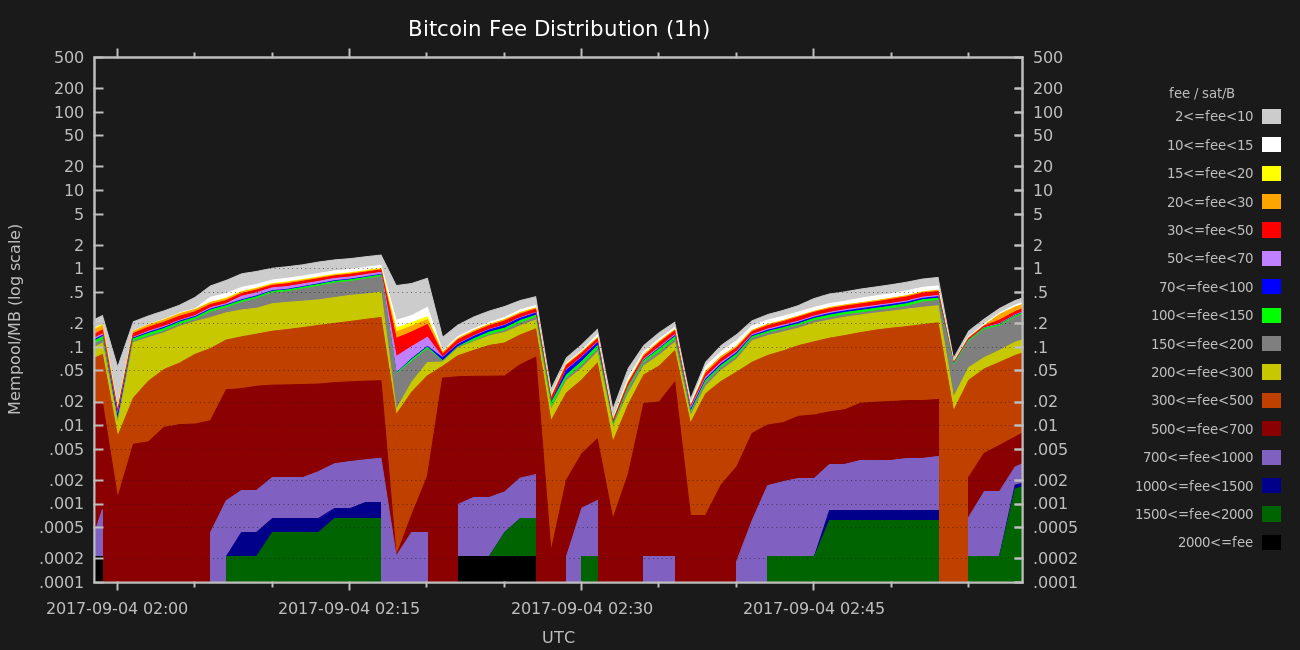 Bitcoin Fee Distribution (1h)
500 500
200 200
100 100
50 50
20 20
10 10
5 5
2 2
1 1
.5 .5
.2 .2
.1 .1
.05 .05
.02 .02
.01 .01
.005 .005
.002 .002
.001 .001
.0005 .0005
.0002 .0002
.0001 .0001
Mempool/MB (log scale)
2017-09-04 02:00 2017-09-04 02:15 2017-09-04 02:30 2017-09-04 02:45
UTC
fee / sat/B
2<=fee<10
10<=fee<15
15<=fee<20
20<=fee<30
30<=fee<50
50<=fee<70
70<=fee<100
100<=fee<150
150<=fee<200
200<=fee<300
300<=fee<500
500<=fee<700
700<=fee<1000
1000<=fee<1500
1500<=fee<2000
2000<=fee